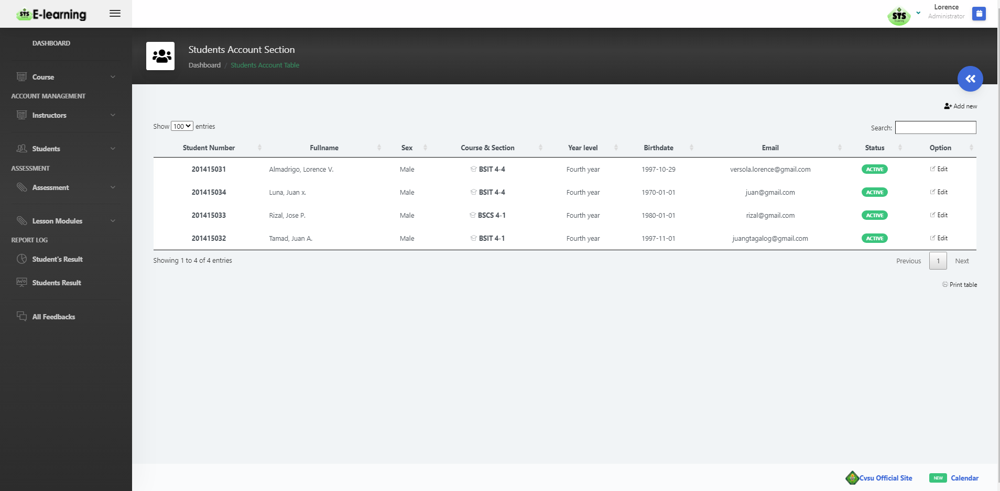 STS E-learning
Lorence
Administrator
STS
E-Learning
DASHBOARD
Course
ACCOUNT MANAGEMENT
Instructors
Students
ASSESSMENT
Assessment
Lesson Modules
REPORT LOG
Student's Result
Students Result
All Feedbacks
Students Account Section
Dashboard / Students Account Table
Add new
Show 100 entries
Search:
Student Number Fullname Sex Course & Section Year level Birthdate Email Status Option
201415031 Almadrigo, Lorence V. Male BSIT 4-4 Fourth year 1997-10-29 versola.lorence@gmail.com ACTIVE Edit
201415034 Luna, Juan x. Male BSIT 4-4 Fourth year 1970-01-01 juan@gmail.com ACTIVE Edit
201415033 Rizal, Jose P. Male BSCS 4-1 Fourth year 1980-01-01 rizal@gmail.com ACTIVE Edit
201415032 Tamad, Juan A. Male BSIT 4-1 Fourth year 1997-11-01 juangtagalog@gmail.com ACTIVE Edit
Showing 1 to 4 of 4 entries
Previous 1 Next
Print table
Cvsu Official Site
NEW Calendar